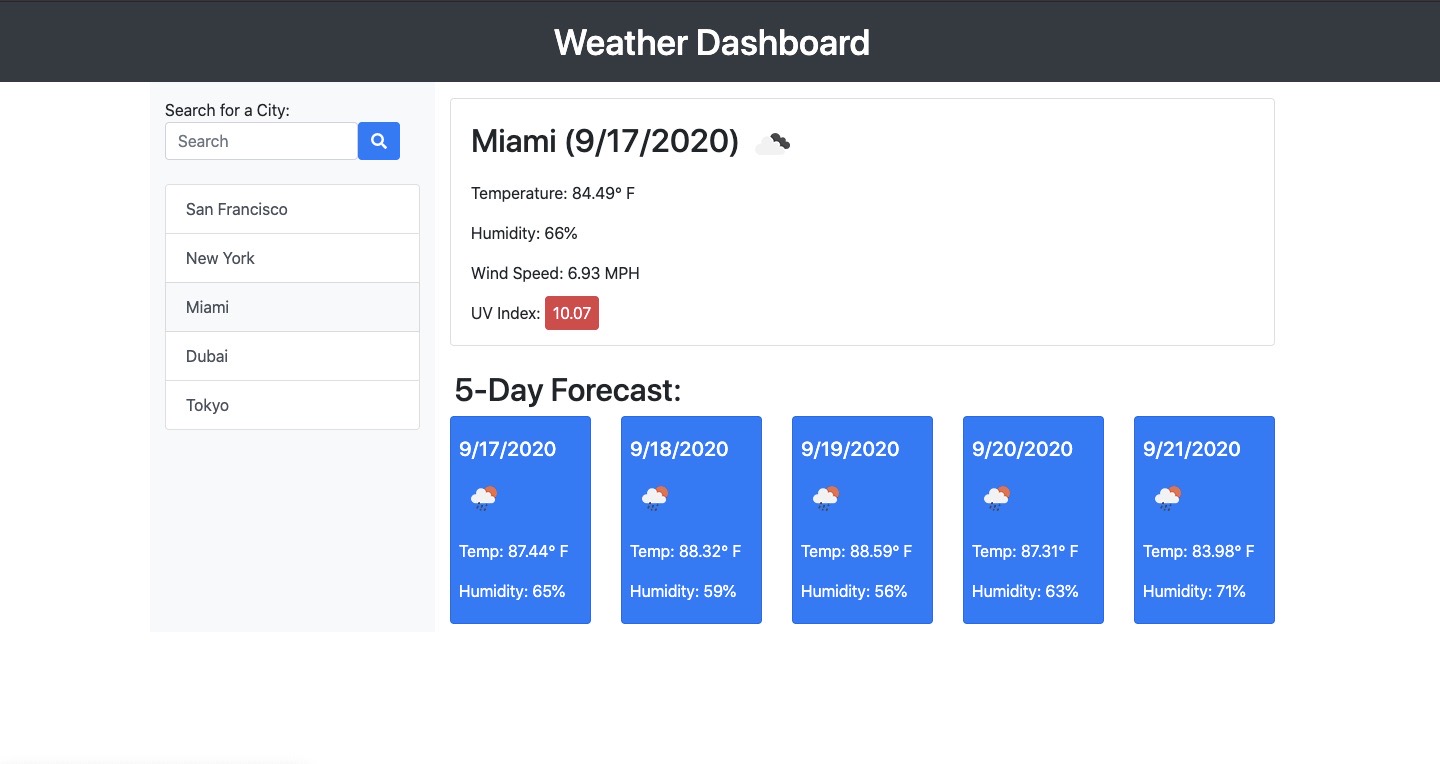 Weather Dashboard
Search for a City:
Search
San Francisco
New York
Miami
Dubai
Tokyo
Miami (9/17/2020)
Temperature: 84.49° F
Humidity: 66%
Wind Speed: 6.93 MPH
UV Index: 10.07
5-Day Forecast:
9/17/2020
Temp: 87.44° F
Humidity: 65%
9/18/2020
Temp: 88.32° F
Humidity: 59%
9/19/2020
Temp: 88.59° F
Humidity: 56%
9/20/2020
Temp: 87.31° F
Humidity: 63%
9/21/2020
Temp: 83.98° F
Humidity: 71%